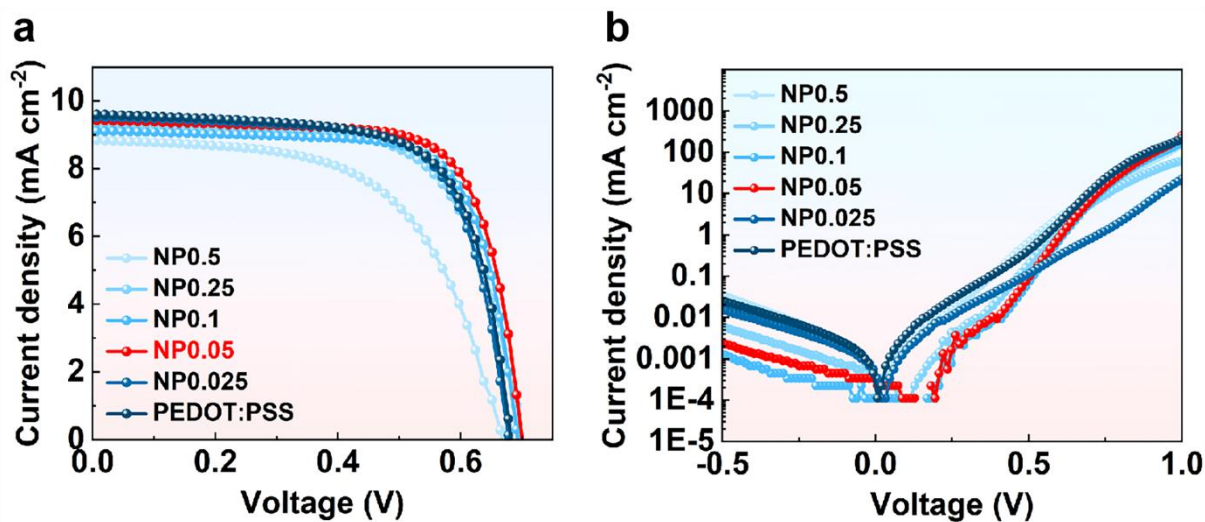 a
Current density (mA cm⁻²)
10
8
6
4
2
0
NP0.5
NP0.25
NP0.1
NP0.05
NP0.025
PEDOT:PSS
0.0 0.2 0.4 0.6
Voltage (V)
b
Current density (mA cm⁻²)
1000
100
10
1
0.1
0.01
0.001
1E-4
1E-5
NP0.5
NP0.25
NP0.1
NP0.05
NP0.025
PEDOT:PSS
-0.5 0.0 0.5 1.0
Voltage (V)